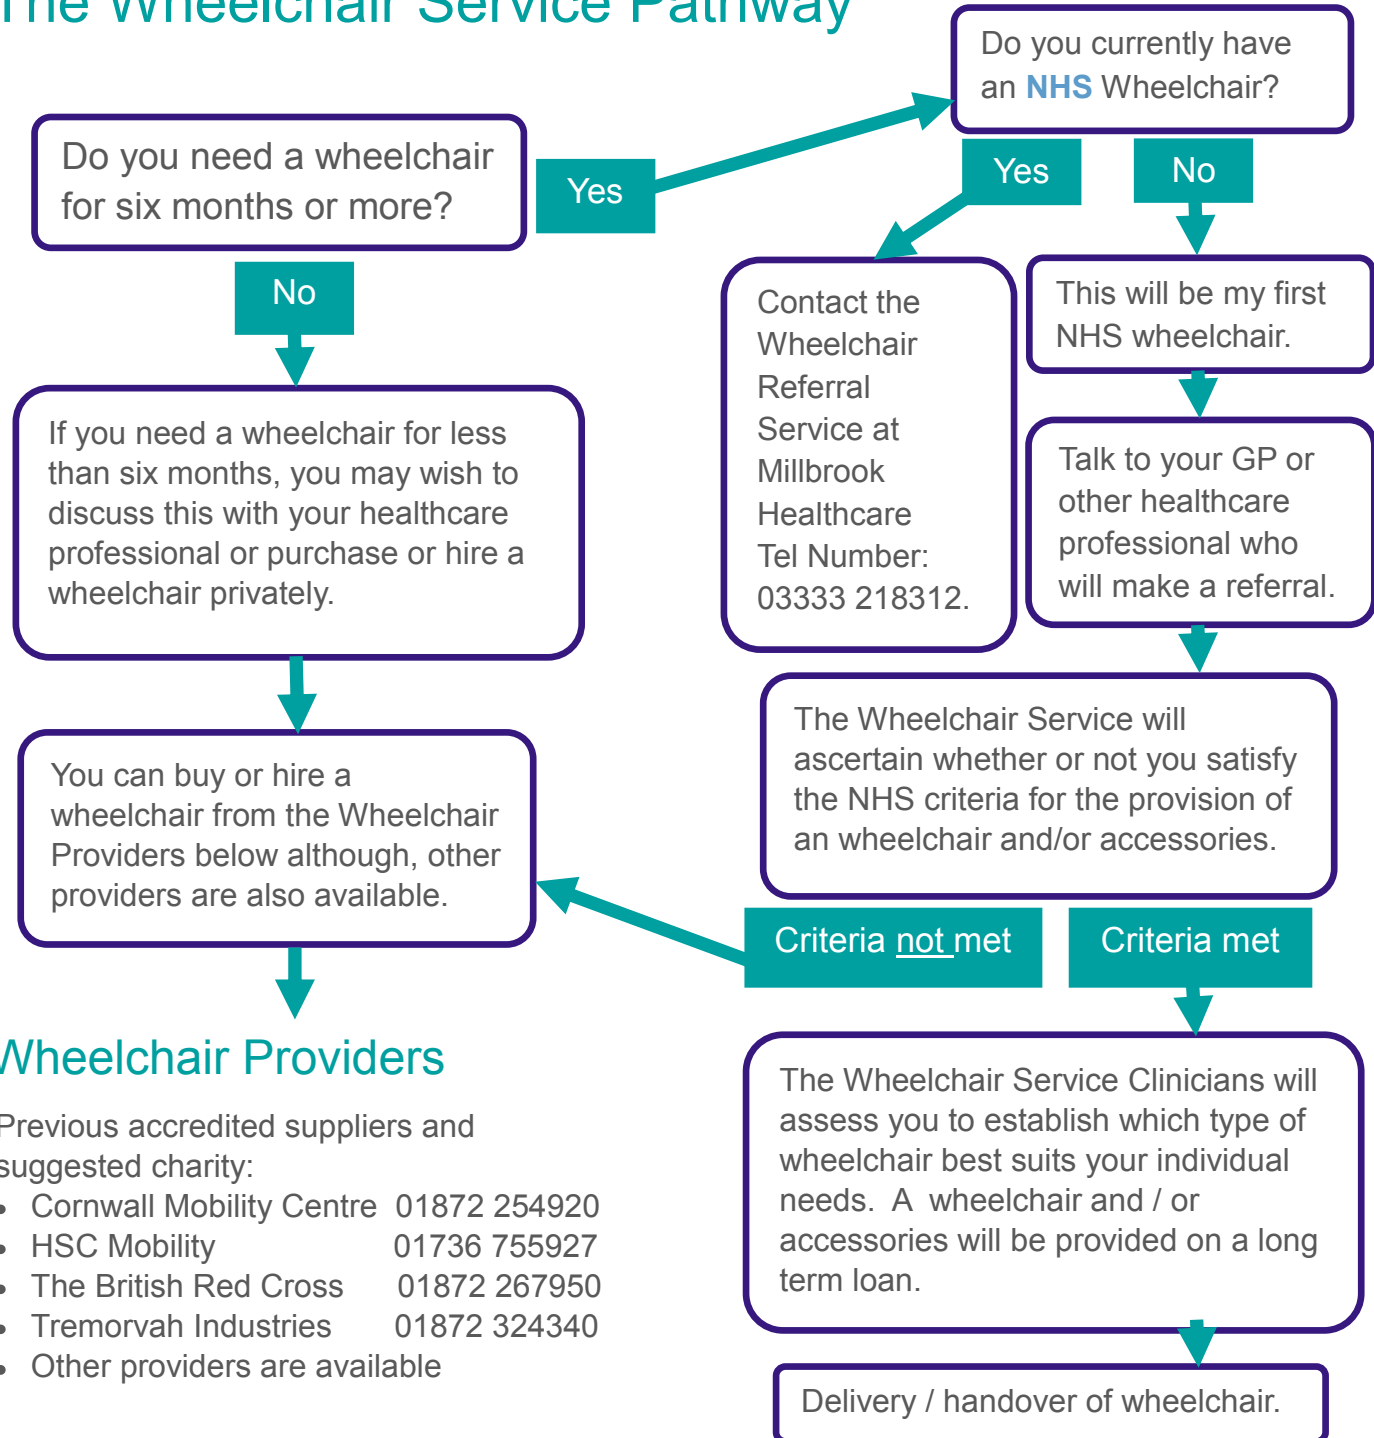 The Wheelchair Service Pathway
Do you currently have
an NHS Wheelchair?
Do you need a wheelchair
for six months or more?
Yes
Yes
No
No
Contact the
Wheelchair
Referral
Service at
Millbrook
Healthcare
Tel Number:
03333 218312.
This will be my first
NHS wheelchair.
If you need a wheelchair for less
than six months, you may wish to
discuss this with your healthcare
professional or purchase or hire a
wheelchair privately.
Talk to your GP or
other healthcare
professional who
will make a referral.
You can buy or hire a
wheelchair from the Wheelchair
Providers below although, other
providers are also available.
The Wheelchair Service will
ascertain whether or not you satisfy
the NHS criteria for the provision of
an wheelchair and/or accessories.
Criteria not met
Criteria met
Wheelchair Providers
Previous accredited suppliers and
suggested charity:
• Cornwall Mobility Centre 01872 254920
• HSC Mobility 01736 755927
• The British Red Cross 01872 267950
• Tremorvah Industries 01872 324340
• Other providers are available
The Wheelchair Service Clinicians will
assess you to establish which type of
wheelchair best suits your individual
needs. A wheelchair and / or
accessories will be provided on a long
term loan.
Delivery / handover of wheelchair.